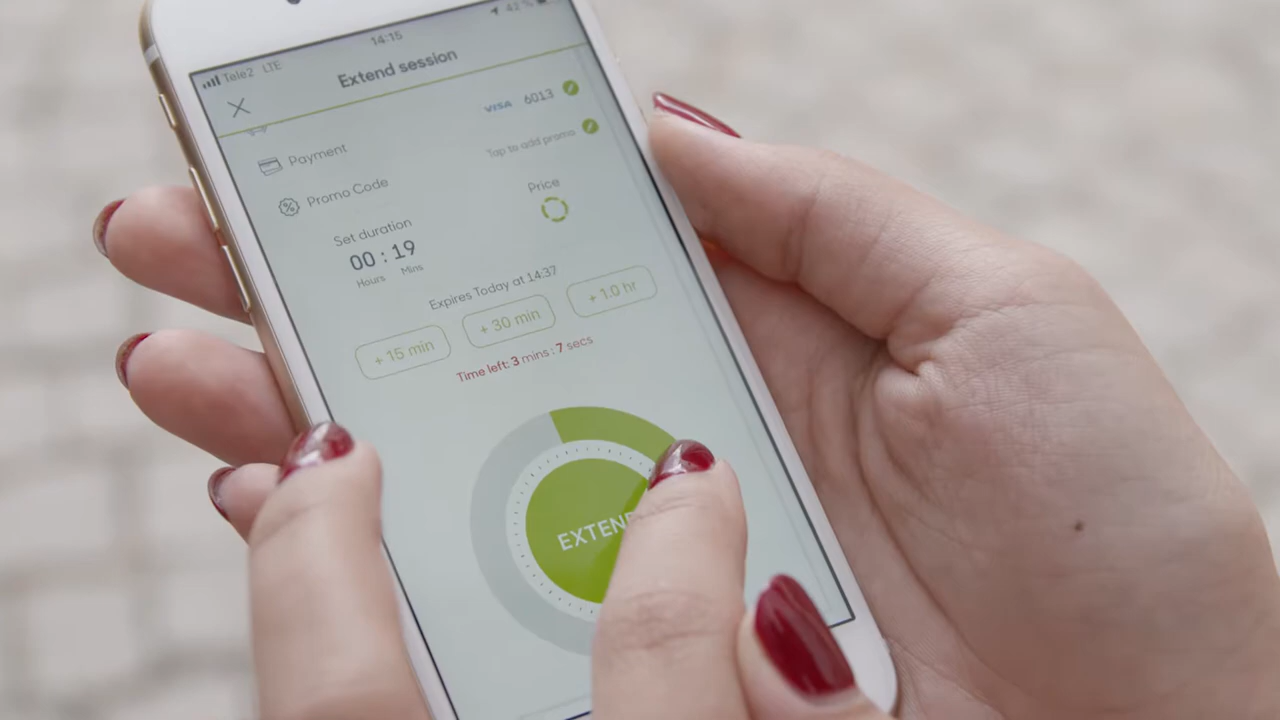 14:15
42 %
Tele2 LTE
Extend session
VISA 6013
Payment
Tap to add promo
Promo Code
Price
Set duration
00 : 19
Hours Mins
Expires Today at 14:37
+ 15 min
+ 30 min
+ 1.0 hr
Time left: 3 mins : 7 secs
EXTEND